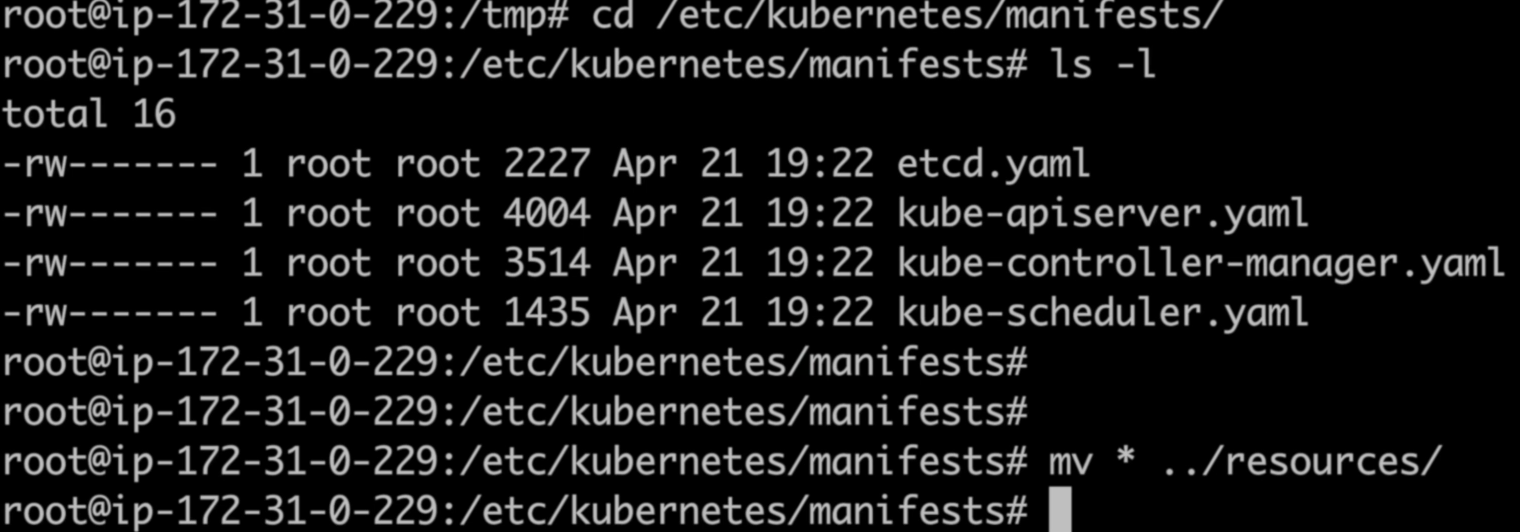 root@ip-172-31-0-229:/tmp# cd /etc/kubernetes/manifests/
root@ip-172-31-0-229:/etc/kubernetes/manifests# ls -l
total 16
-rw------- 1 root root 2227 Apr 21 19:22 etcd.yaml
-rw------- 1 root root 4004 Apr 21 19:22 kube-apiserver.yaml
-rw------- 1 root root 3514 Apr 21 19:22 kube-controller-manager.yaml
-rw------- 1 root root 1435 Apr 21 19:22 kube-scheduler.yaml
root@ip-172-31-0-229:/etc/kubernetes/manifests#
root@ip-172-31-0-229:/etc/kubernetes/manifests#
root@ip-172-31-0-229:/etc/kubernetes/manifests# mv * ../resources/
root@ip-172-31-0-229:/etc/kubernetes/manifests#